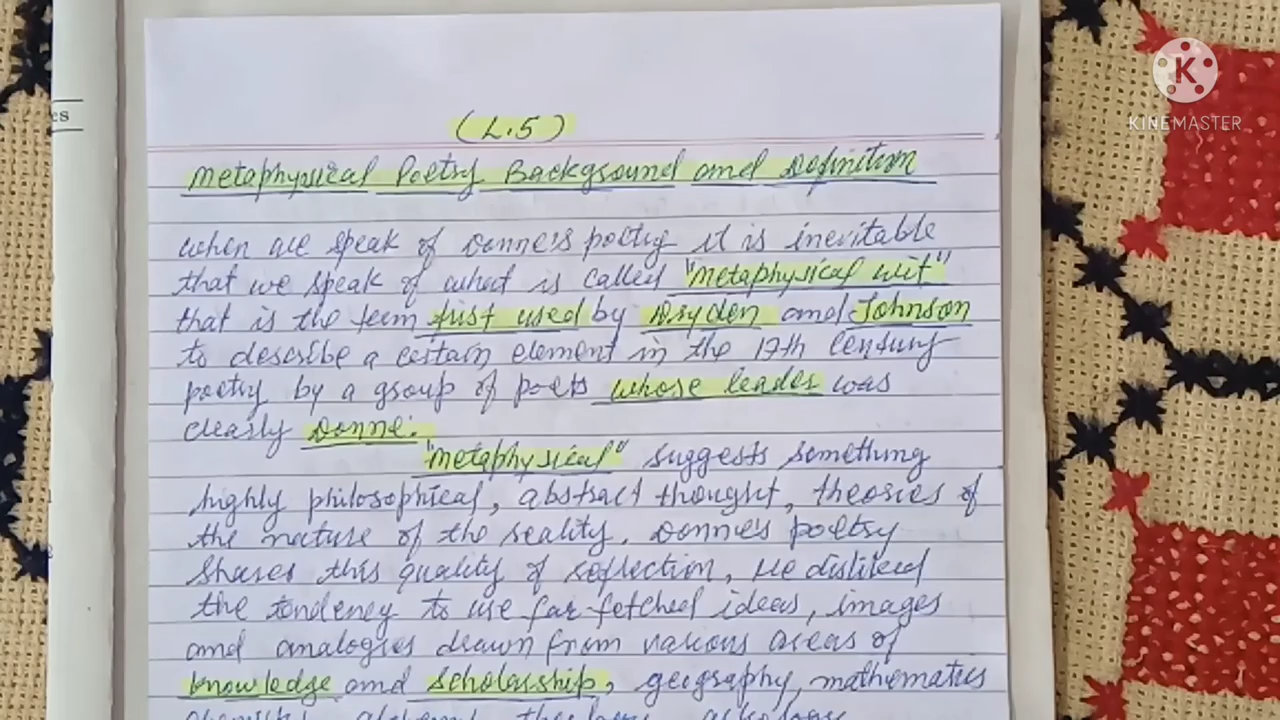 (L.5)
Metaphysical Poetry Background and Definition
when we speak of Donne's poetry it is inevitable
that we speak of what is called "metaphysical wit"
that is the term first used by Dryden and Johnson
to describe a certain element in the 17th century
poetry by a group of poets whose leader was
clearly Donne.
"metaphysical" suggests something
highly philosophical, abstract thought, theories of
the nature of the reality. Donne's poetry
shares this quality of reflection, He disliked
the tendency to use far-fetched ideas, images
and analogies drawn from various areas of
knowledge and scholarship, geography, mathematics
chemistry, alchemy, theology
es
K
KINEMASTER